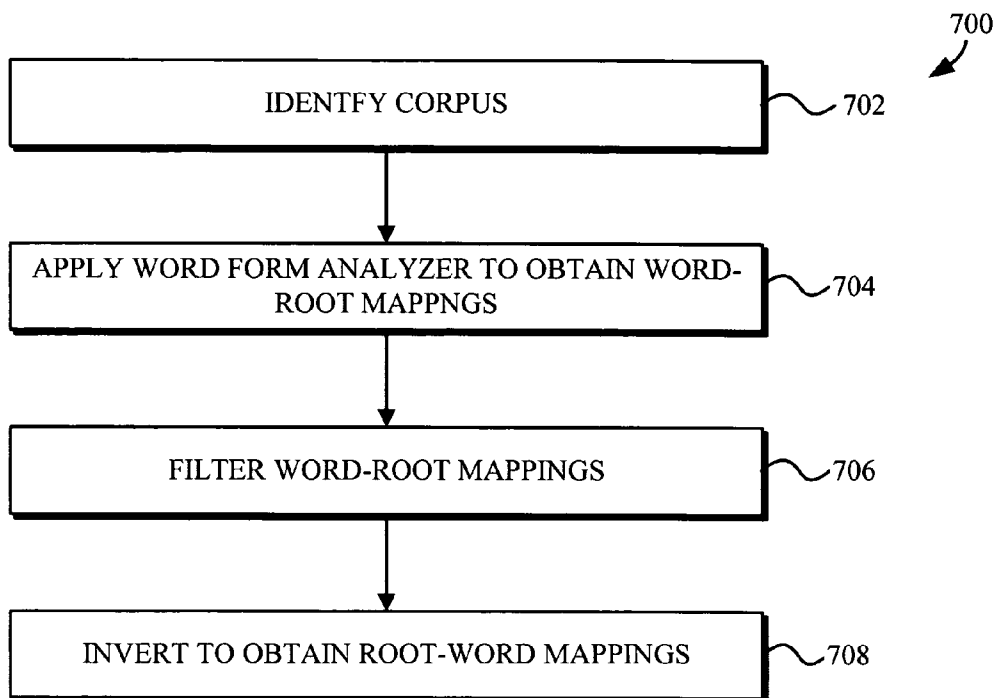 700
IDENTFY CORPUS
702
APPLY WORD FORM ANALYZER TO OBTAIN WORD-
ROOT MAPPNGS
704
FILTER WORD-ROOT MAPPINGS
706
INVERT TO OBTAIN ROOT-WORD MAPPINGS
708